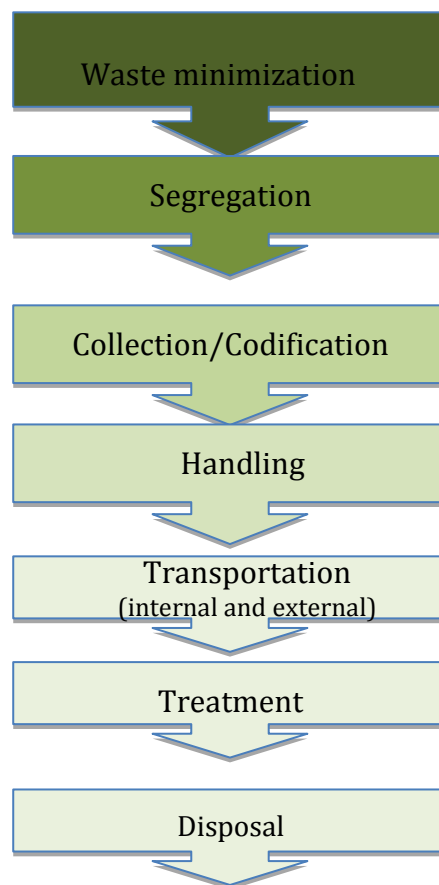 Waste minimization
Segregation
Collection/Codification
Handling
Transportation
(internal and external)
Treatment
Disposal